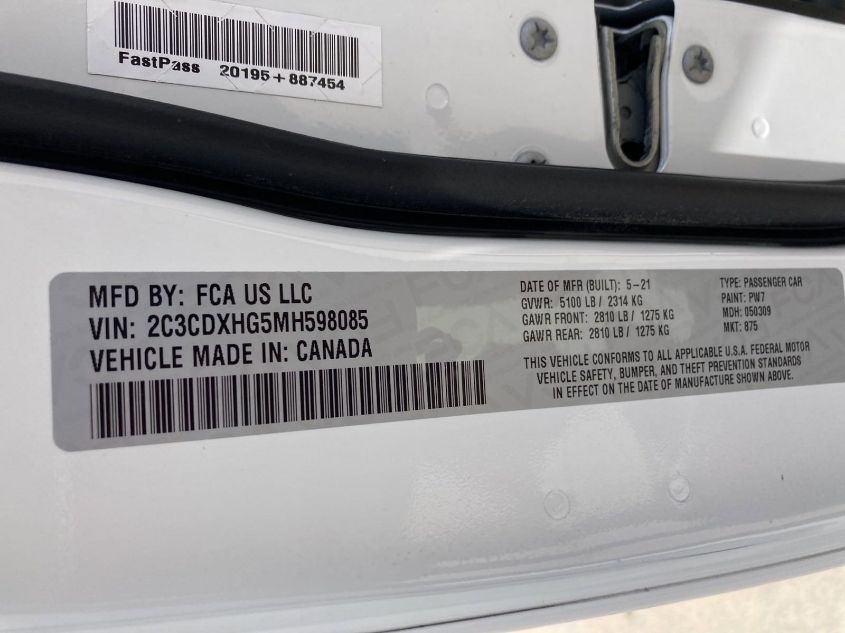 FastPass 20195+887454
MFD BY: FCA US LLC
VIN: 2C3CDXHG5MH598085
VEHICLE MADE IN: CANADA
DATE OF MFR (BUILT): 5-21
GVWR: 5100 LB / 2314 KG
GAWR FRONT: 2810 LB / 1275 KG
GAWR REAR: 2810 LB / 1275 KG
TYPE: PASSENGER CAR
PAINT: PW7
MDH: 050309
MKT: 875
THIS VEHICLE CONFORMS TO ALL APPLICABLE U.S.A. FEDERAL MOTOR
VEHICLE SAFETY, BUMPER, AND THEFT PREVENTION STANDARDS
IN EFFECT ON THE DATE OF MANUFACTURE SHOWN ABOVE.